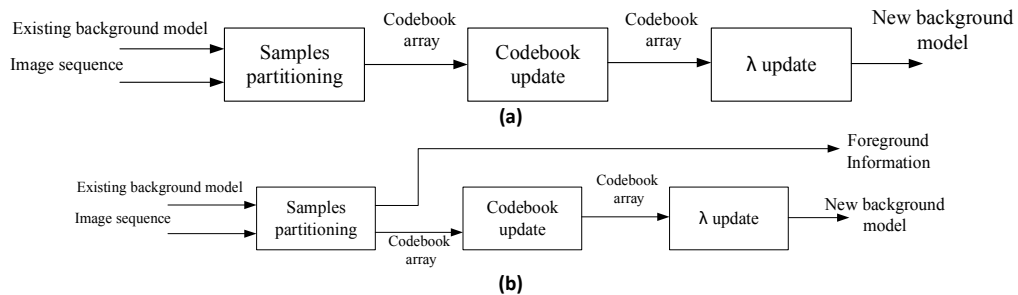 Existing background model
Image sequence
Samples
partitioning
Codebook
array
Codebook
update
Codebook
array
λ update
New background
model
(a)
Foreground
Information
Existing background model
Image sequence
Samples
partitioning
Codebook
array
Codebook
update
Codebook
array
λ update
New background
model
(b)